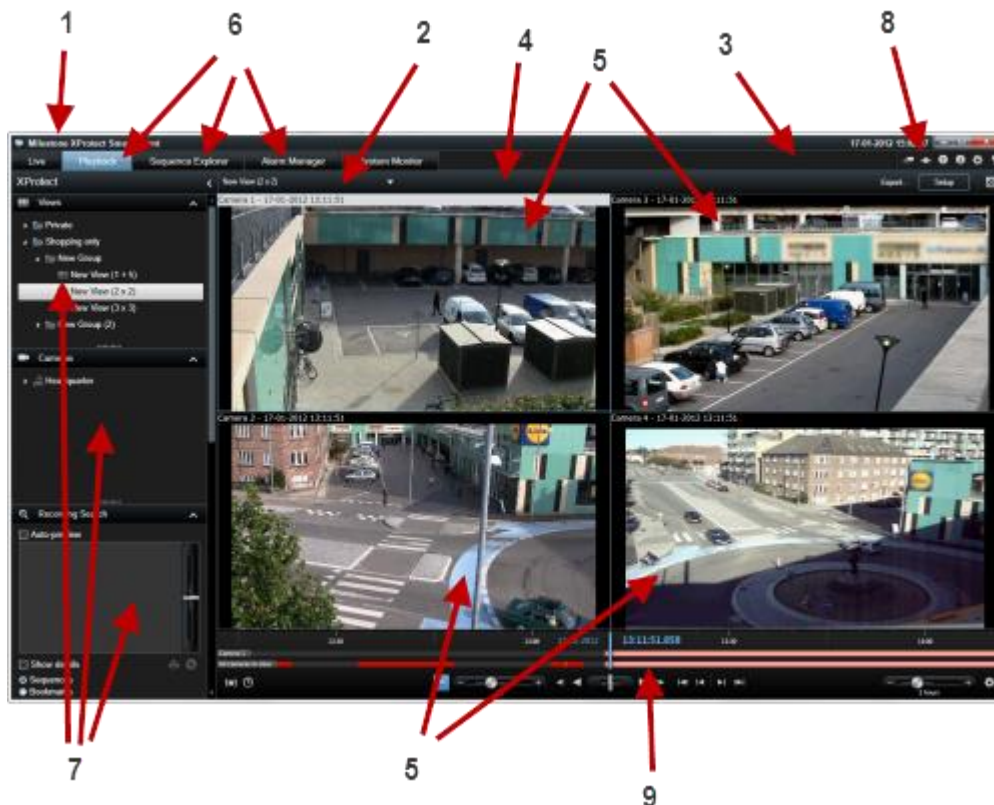 1 6 2 4 5 3 8
Milestone XProtect Smart Client 17-01-2012
Live Playback Sequence Explorer Alarm Manager System Monitor
XProtect New View (2 x 2) Export Setup
Views
Private
Shopping only
New Group
New View (1 + 5)
New View (2 x 2)
New View (3 x 3)
New Group (2)
Cameras
Headquarter
Recording Search
Auto-preview
Show details
Sequences
Bookmarks
Camera 1 - 17-01-2012 13:11:51
Camera 3 - 17-01-2012 13:11:51
Camera 2 - 17-01-2012 13:11:51
Camera 4 - 17-01-2012 13:11:51
13:11:51.858
Camera 1
2 hours
7 5 9